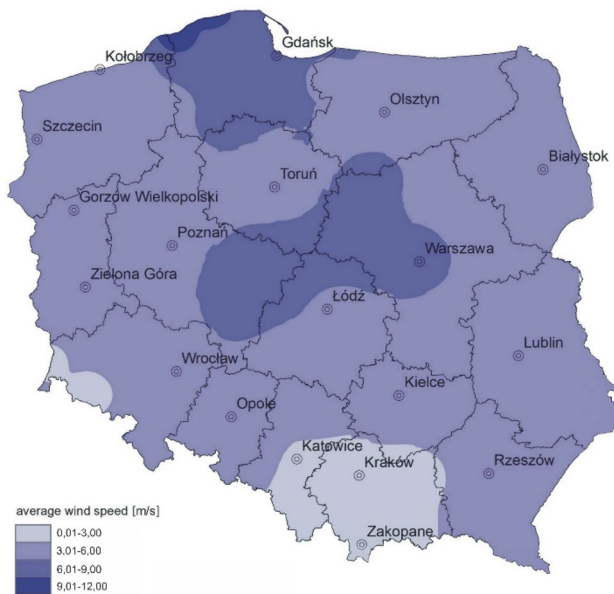 Gdańsk
Kołobrzeg
Olsztyn
Szczecin
Białystok
Toruń
Gorzów Wielkopolski
Poznań
Warszawa
Zielona Góra
Łódź
Lublin
Wrocław
Kielce
Opole
Katowice
Kraków
Rzeszów
Zakopane
average wind speed [m/s]
0,01-3,00
3,01-6,00
6,01-9,00
9,01-12,00